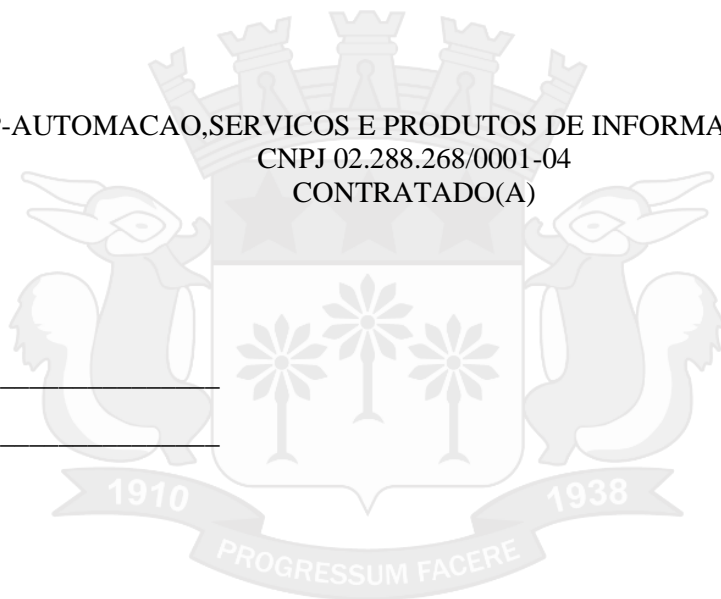 -AUTOMACAO,SERVICOS E PRODUTOS DE INFORMA
CNPJ 02.288.268/0001-04
CONTRATADO(A)
1910
1938
PROGRESSUM FACERE